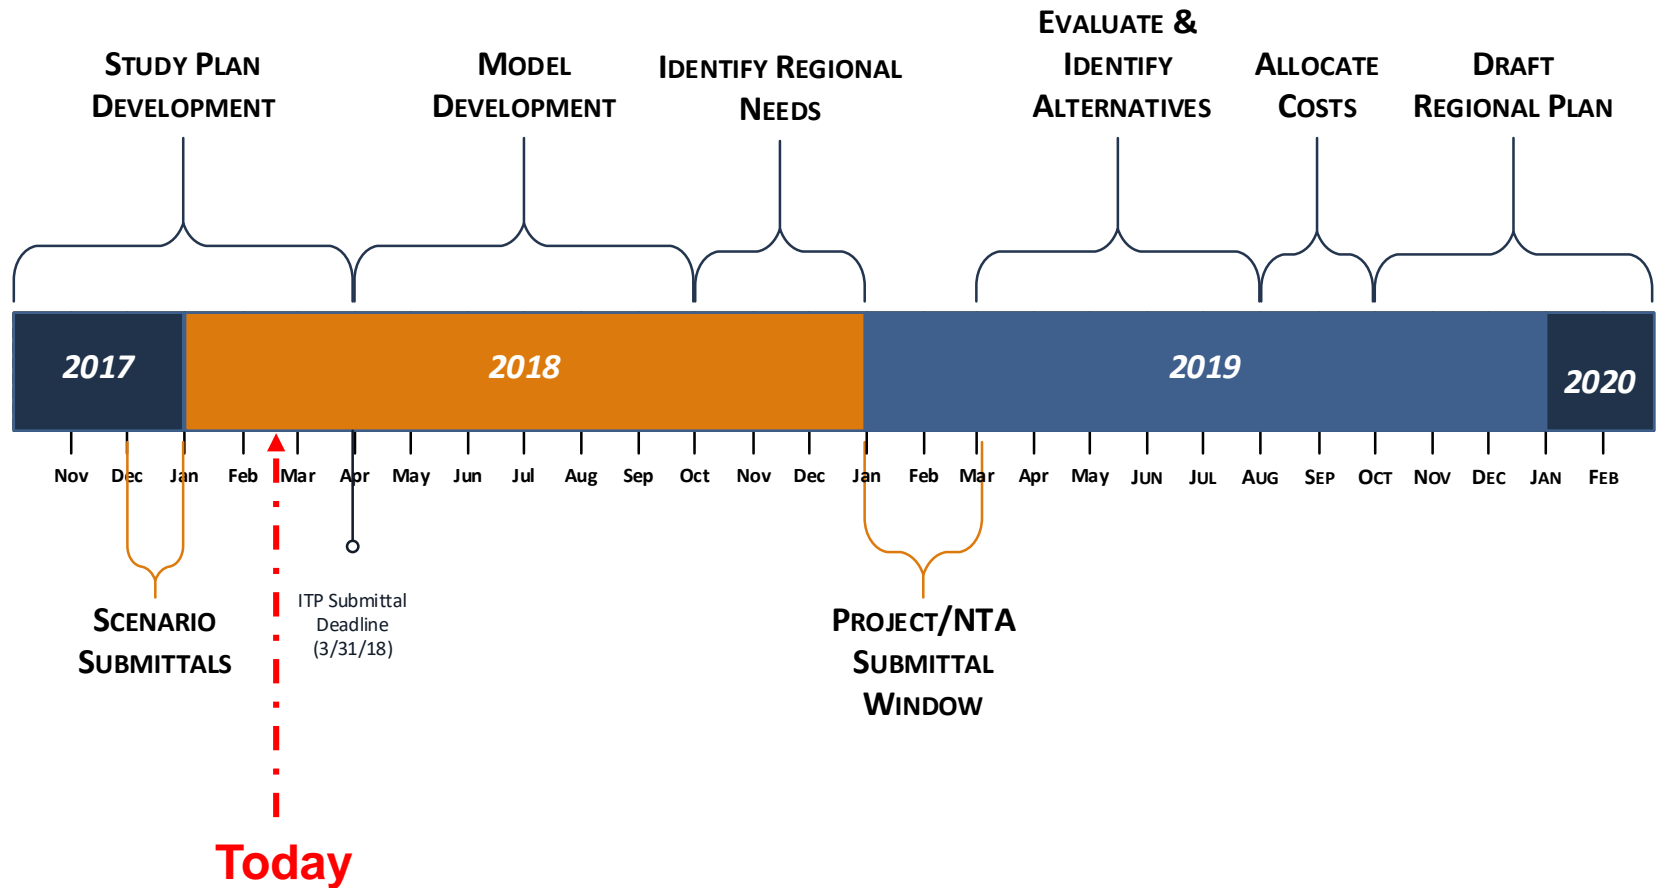 STUDY PLAN
DEVELOPMENT
MODEL
DEVELOPMENT
IDENTIFY REGIONAL
NEEDS
EVALUATE &
IDENTIFY
ALTERNATIVES
ALLOCATE
COSTS
DRAFT
REGIONAL PLAN
2017
2018
2019
2020
Nov Dec Jan Feb Mar Apr May Jun Jul Aug Sep Oct Nov Dec Jan Feb Mar Apr May JUN JUL AUG SEP OCT NOV DEC JAN FEB
SCENARIO
SUBMITTALS
ITP Submittal
Deadline
(3/31/18)
PROJECT/NTA
SUBMITTAL
WINDOW
Today